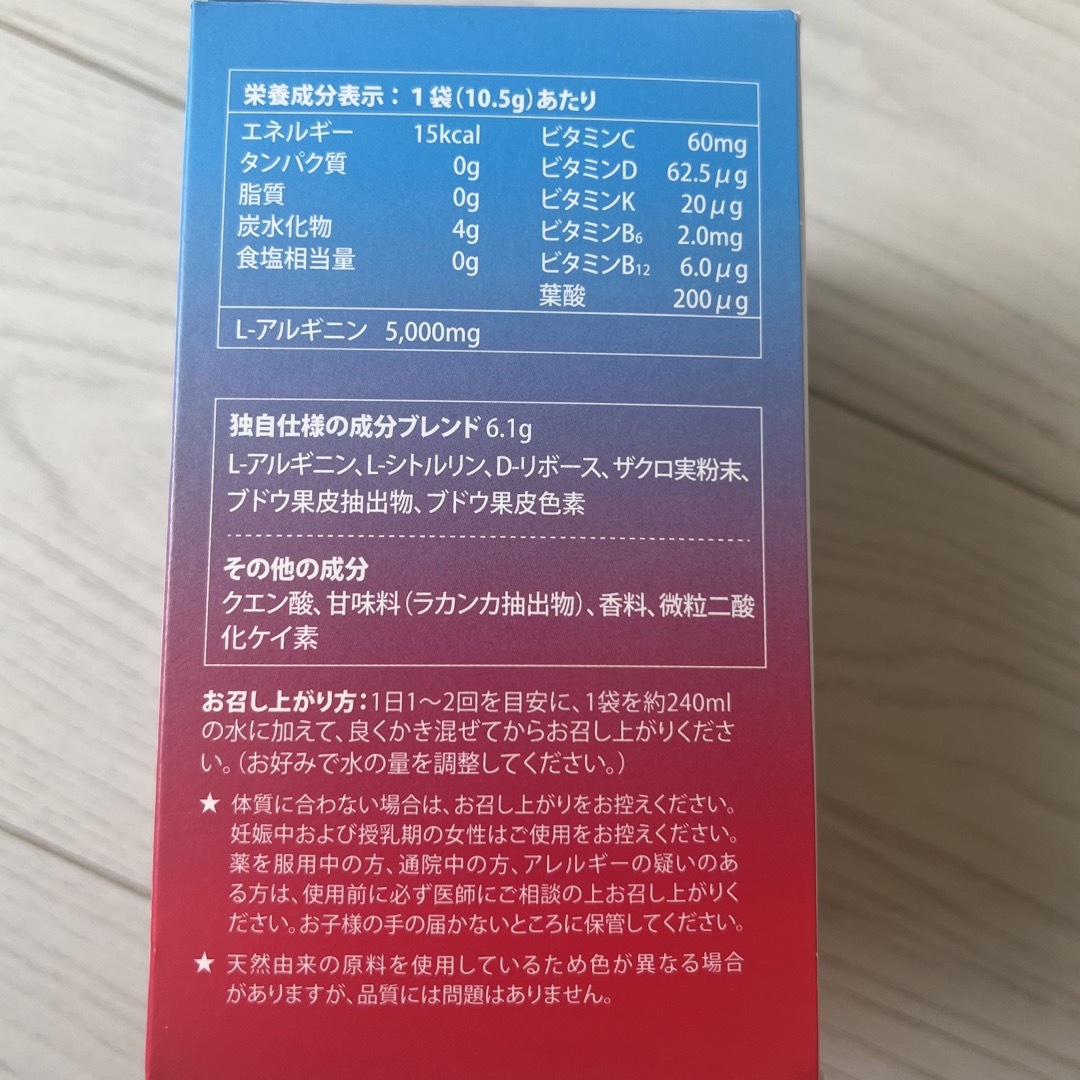 栄養成分表示：1袋(10.5g)あたり
エネルギー 15kcal
タンパク質 0g
脂質 0g
炭水化物 4g
食塩相当量 0g
ビタミンC 60mg
ビタミンD 62.5μg
ビタミンK 20μg
ビタミンB6 2.0mg
ビタミンB12 6.0μg
葉酸 200μg
L-アルギニン 5,000mg
独自仕様の成分ブレンド 6.1g
L-アルギニン、L-シトルリン、D-リボース、ザクロ実粉末、
ブドウ果皮抽出物、ブドウ果皮色素
その他の成分
クエン酸、甘味料（ラカンカ抽出物）、香料、微粒二酸
化ケイ素
お召し上がり方：1日1～2回を目安に、1袋を約240ml
の水に加えて、良くかき混ぜてからお召し上がりくださ
い。（お好みで水の量を調整してください。）
★ 体質に合わない場合は、お召し上がりをお控えください。
妊娠中および授乳期の女性はご使用をお控えください。
薬を服用中の方、通院中の方、アレルギーの疑いのあ
る方は、使用前に必ず医師にご相談の上お召し上がりく
ださい。お子様の手の届かないところに保管してください。
★ 天然由来の原料を使用しているため色が異なる場合
がありますが、品質には問題はありません。